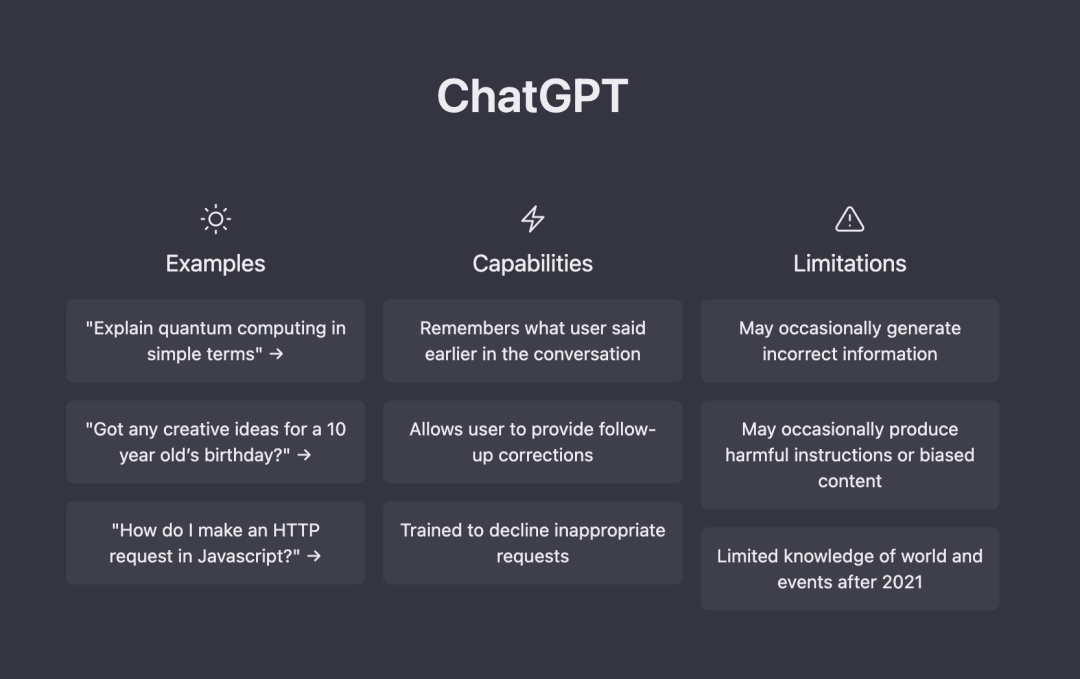 ChatGPT
Examples
"Explain quantum computing in
simple terms" →
"Got any creative ideas for a 10
year old’s birthday?" →
"How do I make an HTTP
request in Javascript?" →
Capabilities
Remembers what user said
earlier in the conversation
Allows user to provide follow-
up corrections
Trained to decline inappropriate
requests
Limitations
May occasionally generate
incorrect information
May occasionally produce
harmful instructions or biased
content
Limited knowledge of world and
events after 2021